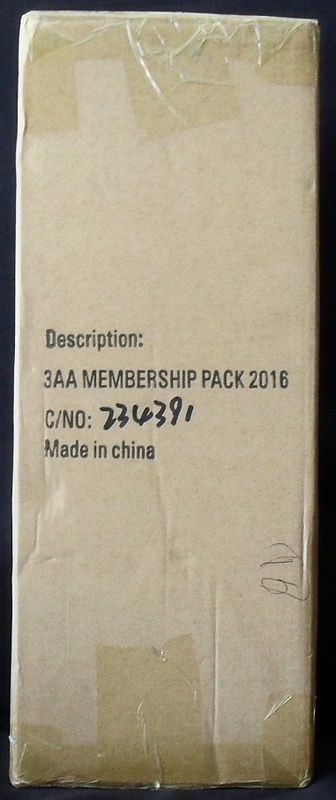 Description:
3AA MEMBERSHIP PACK 2016
C/NO: 234391
Made in china